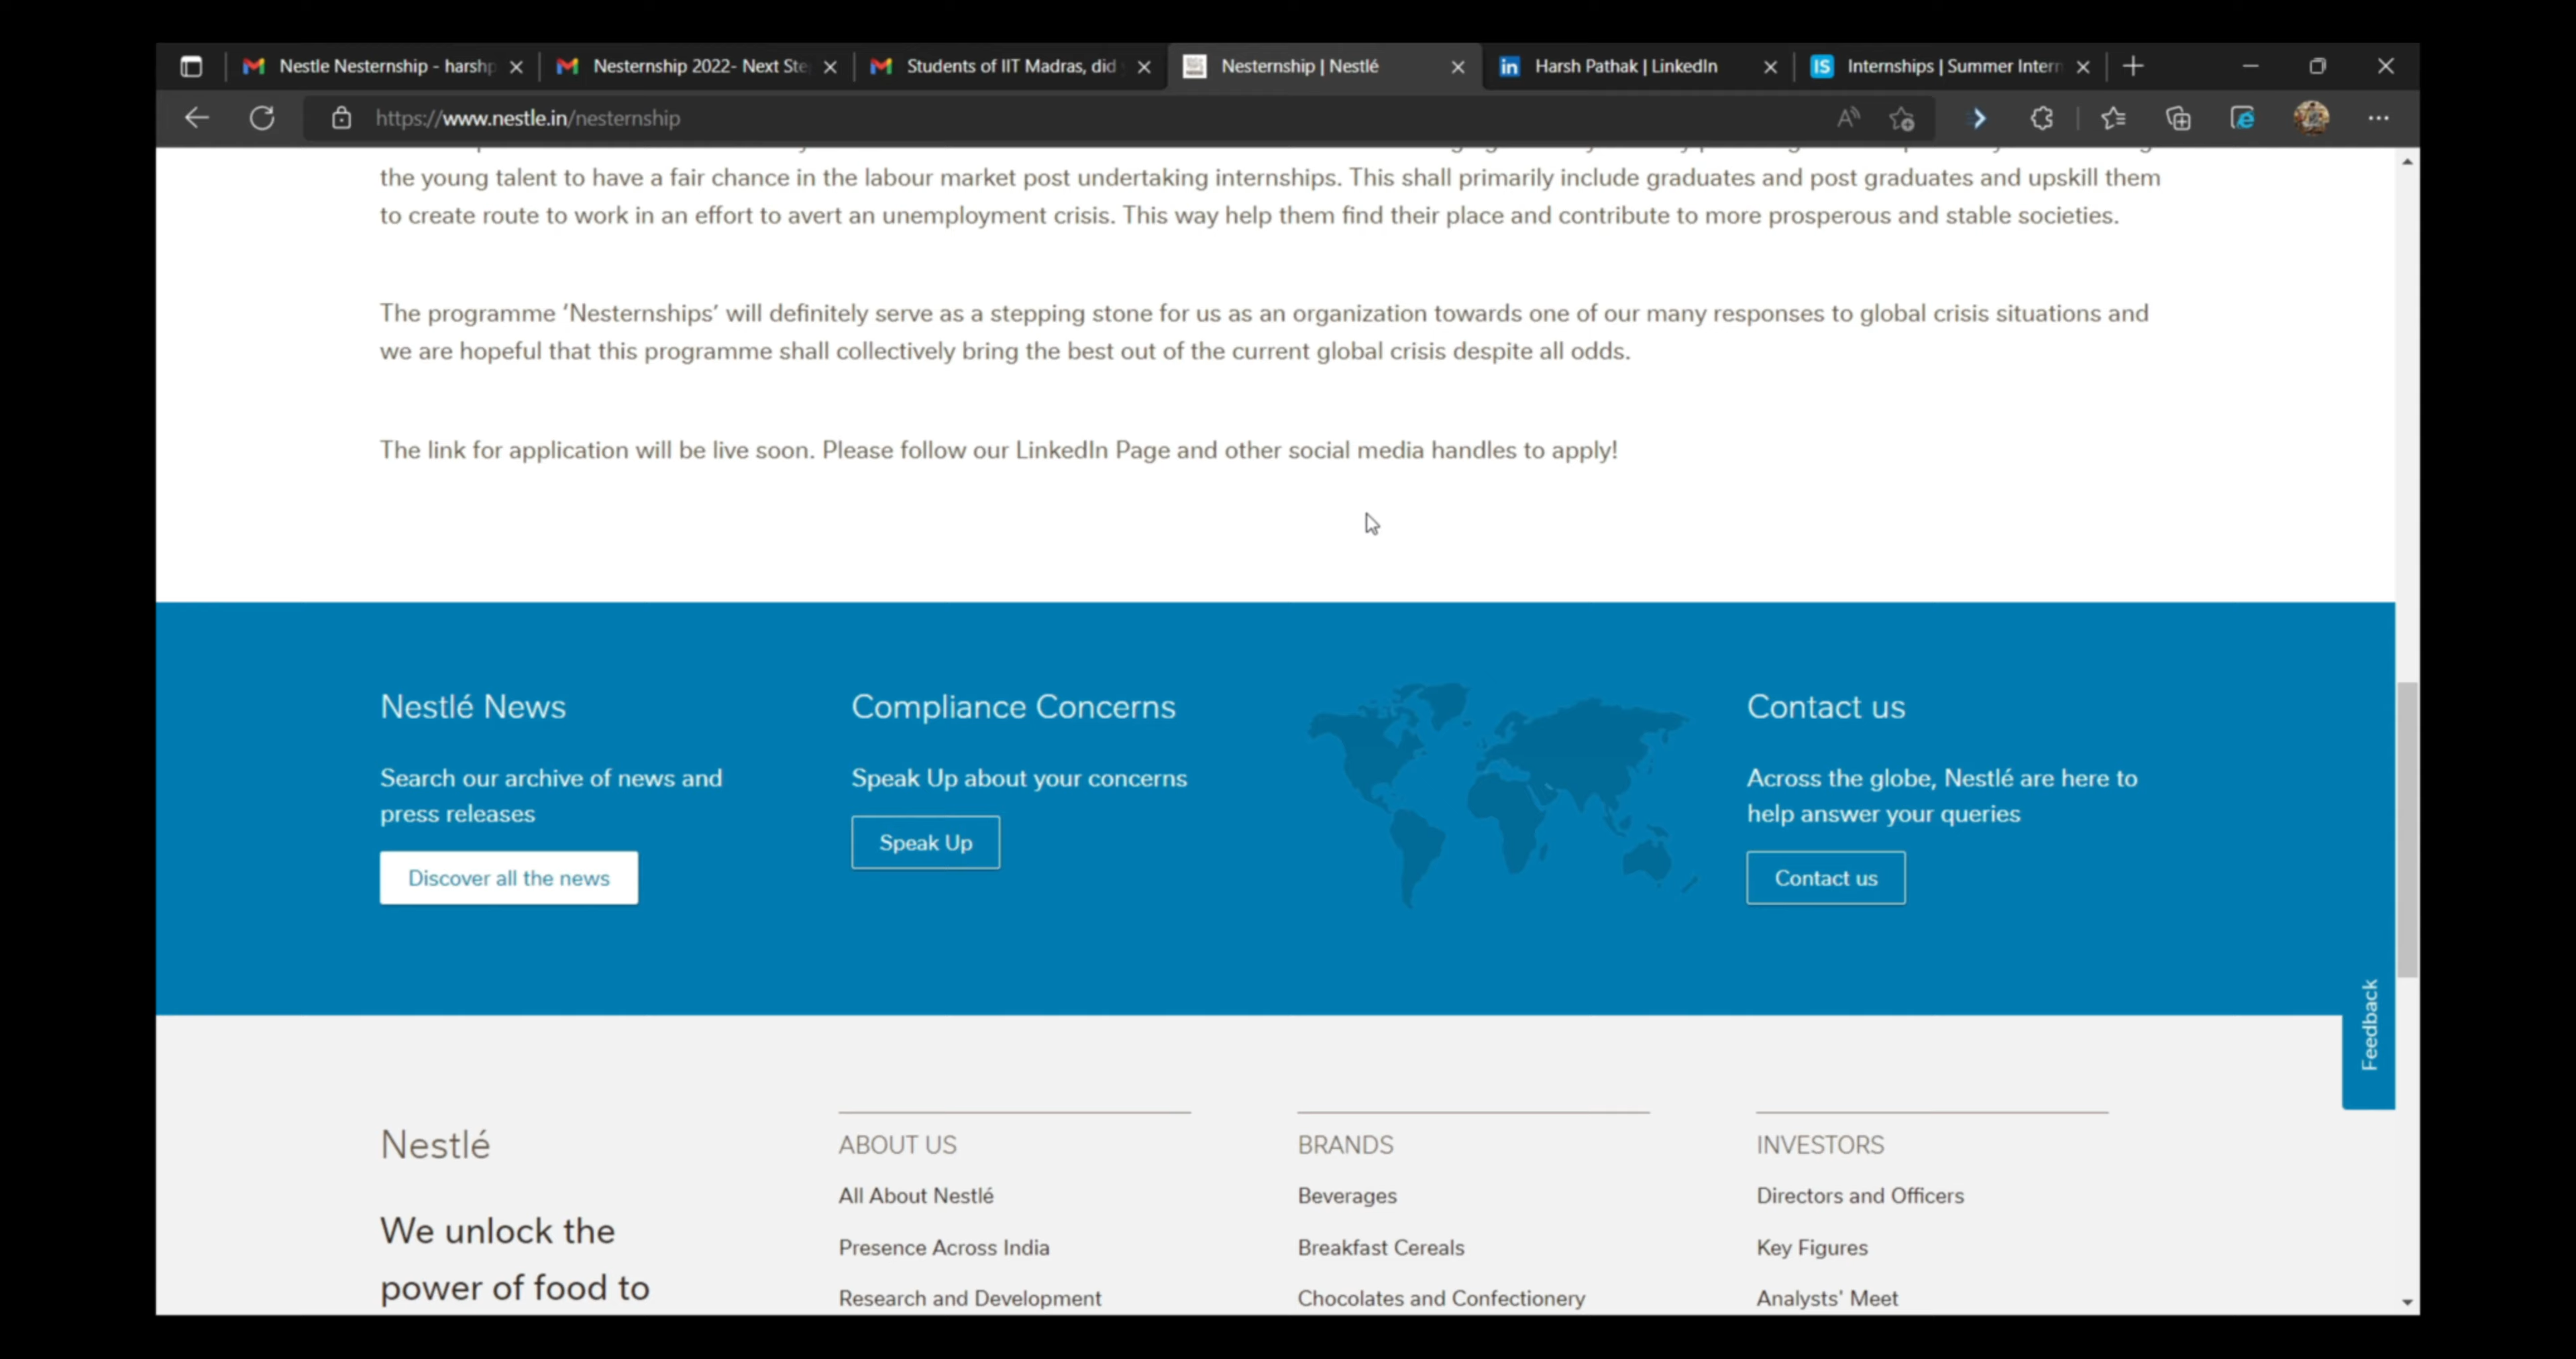 Nestle Nesternship - harshp
Nesternship 2022- Next Ste
Students of IIT Madras, did
Nesternship | Nestlé
Harsh Pathak | LinkedIn
Internships | Summer Intern
https://www.nestle.in/nesternship
the young talent to have a fair chance in the labour market post undertaking internships. This shall primarily include graduates and post graduates and upskill them
to create route to work in an effort to avert an unemployment crisis. This way help them find their place and contribute to more prosperous and stable societies.
The programme ‘Nesternships’ will definitely serve as a stepping stone for us as an organization towards one of our many responses to global crisis situations and
we are hopeful that this programme shall collectively bring the best out of the current global crisis despite all odds.
The link for application will be live soon. Please follow our LinkedIn Page and other social media handles to apply!
Nestlé News
Search our archive of news and
press releases
Discover all the news
Compliance Concerns
Speak Up about your concerns
Speak Up
Contact us
Across the globe, Nestlé are here to
help answer your queries
Contact us
Feedback
Nestlé
We unlock the
power of food to
ABOUT US
All About Nestlé
Presence Across India
Research and Development
BRANDS
Beverages
Breakfast Cereals
Chocolates and Confectionery
INVESTORS
Directors and Officers
Key Figures
Analysts' Meet